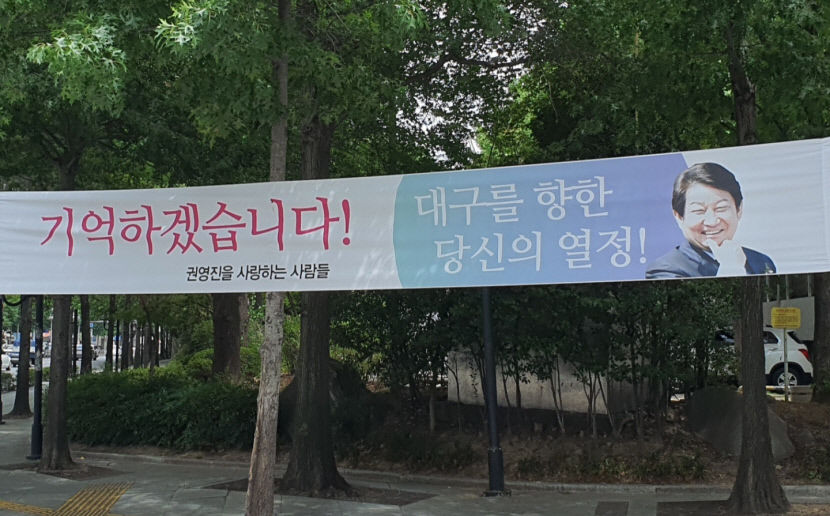 기억하겠습니다!
권영진을 사랑하는 사람들
대구를 향한
당신의 열정!